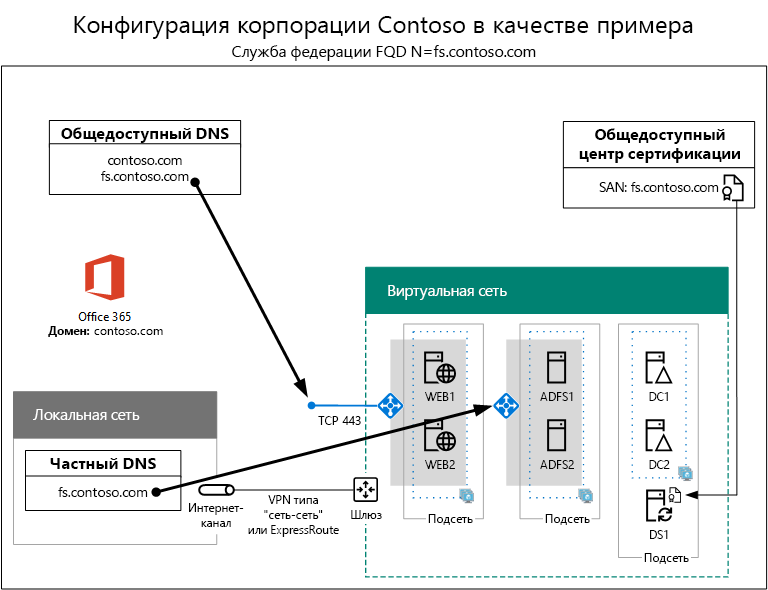 Конфигурация корпорации Contoso в качестве примера
Служба федерации FQD N=fs.contoso.com
Общедоступный DNS
contoso.com
fs.contoso.com
Общедоступный
центр сертификации
SAN: fs.contoso.com
Office 365
Домен: contoso.com
Виртуальная сеть
WEB1
ADFS1
DC1
TCP 443
WEB2
ADFS2
DC2
Локальная сеть
Частный DNS
fs.contoso.com
Интернет-
канал
VPN типа
"сеть-сеть"
или ExpressRoute
Шлюз
Подсеть
Подсеть
DS1
Подсеть